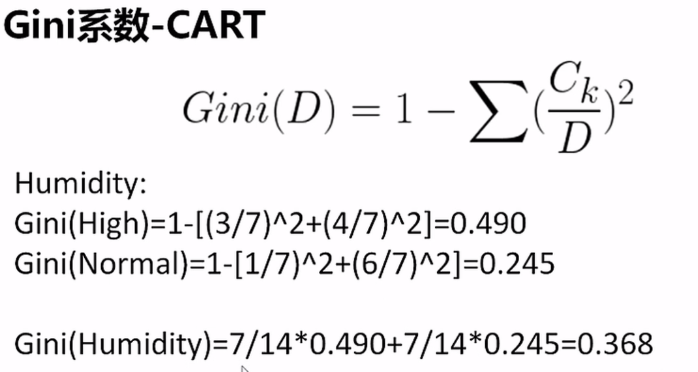 Gini系数-CART
Gini(D) = 1 - ∑(C_k/D)^2
Humidity:
Gini(High)=1-[(3/7)^2+(4/7)^2]=0.490
Gini(Normal)=1-[1/7)^2+(6/7)^2]=0.245
Gini(Humidity)=7/14*0.490+7/14*0.245=0.368